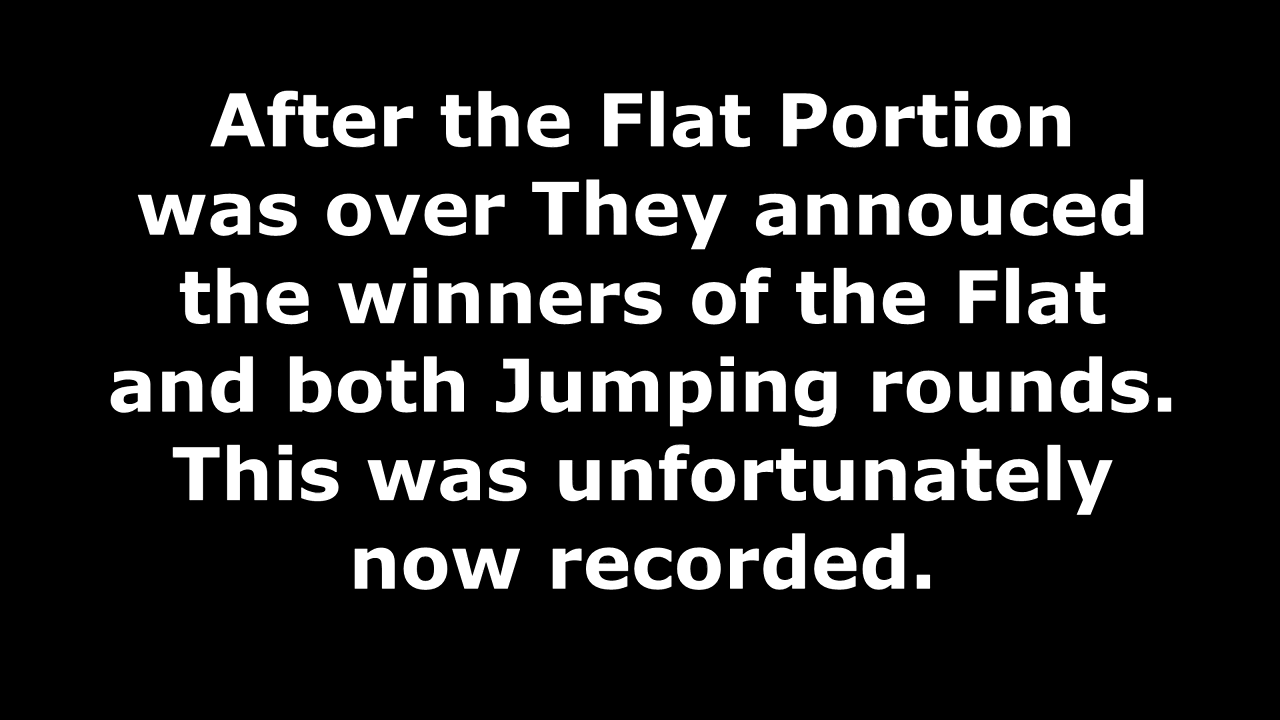 After the Flat Portion
was over They annouced
the winners of the Flat
and both Jumping rounds.
This was unfortunately
now recorded.